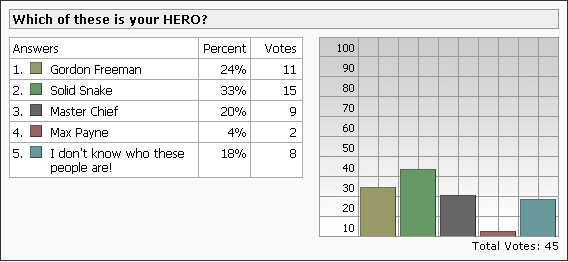 Which of these is your HERO?
Answers Percent Votes
1. Gordon Freeman 24% 11
2. Solid Snake 33% 15
3. Master Chief 20% 9
4. Max Payne 4% 2
5. I don't know who these 18% 8
people are!
100
90
80
70
60
50
40
30
20
10
Total Votes: 45